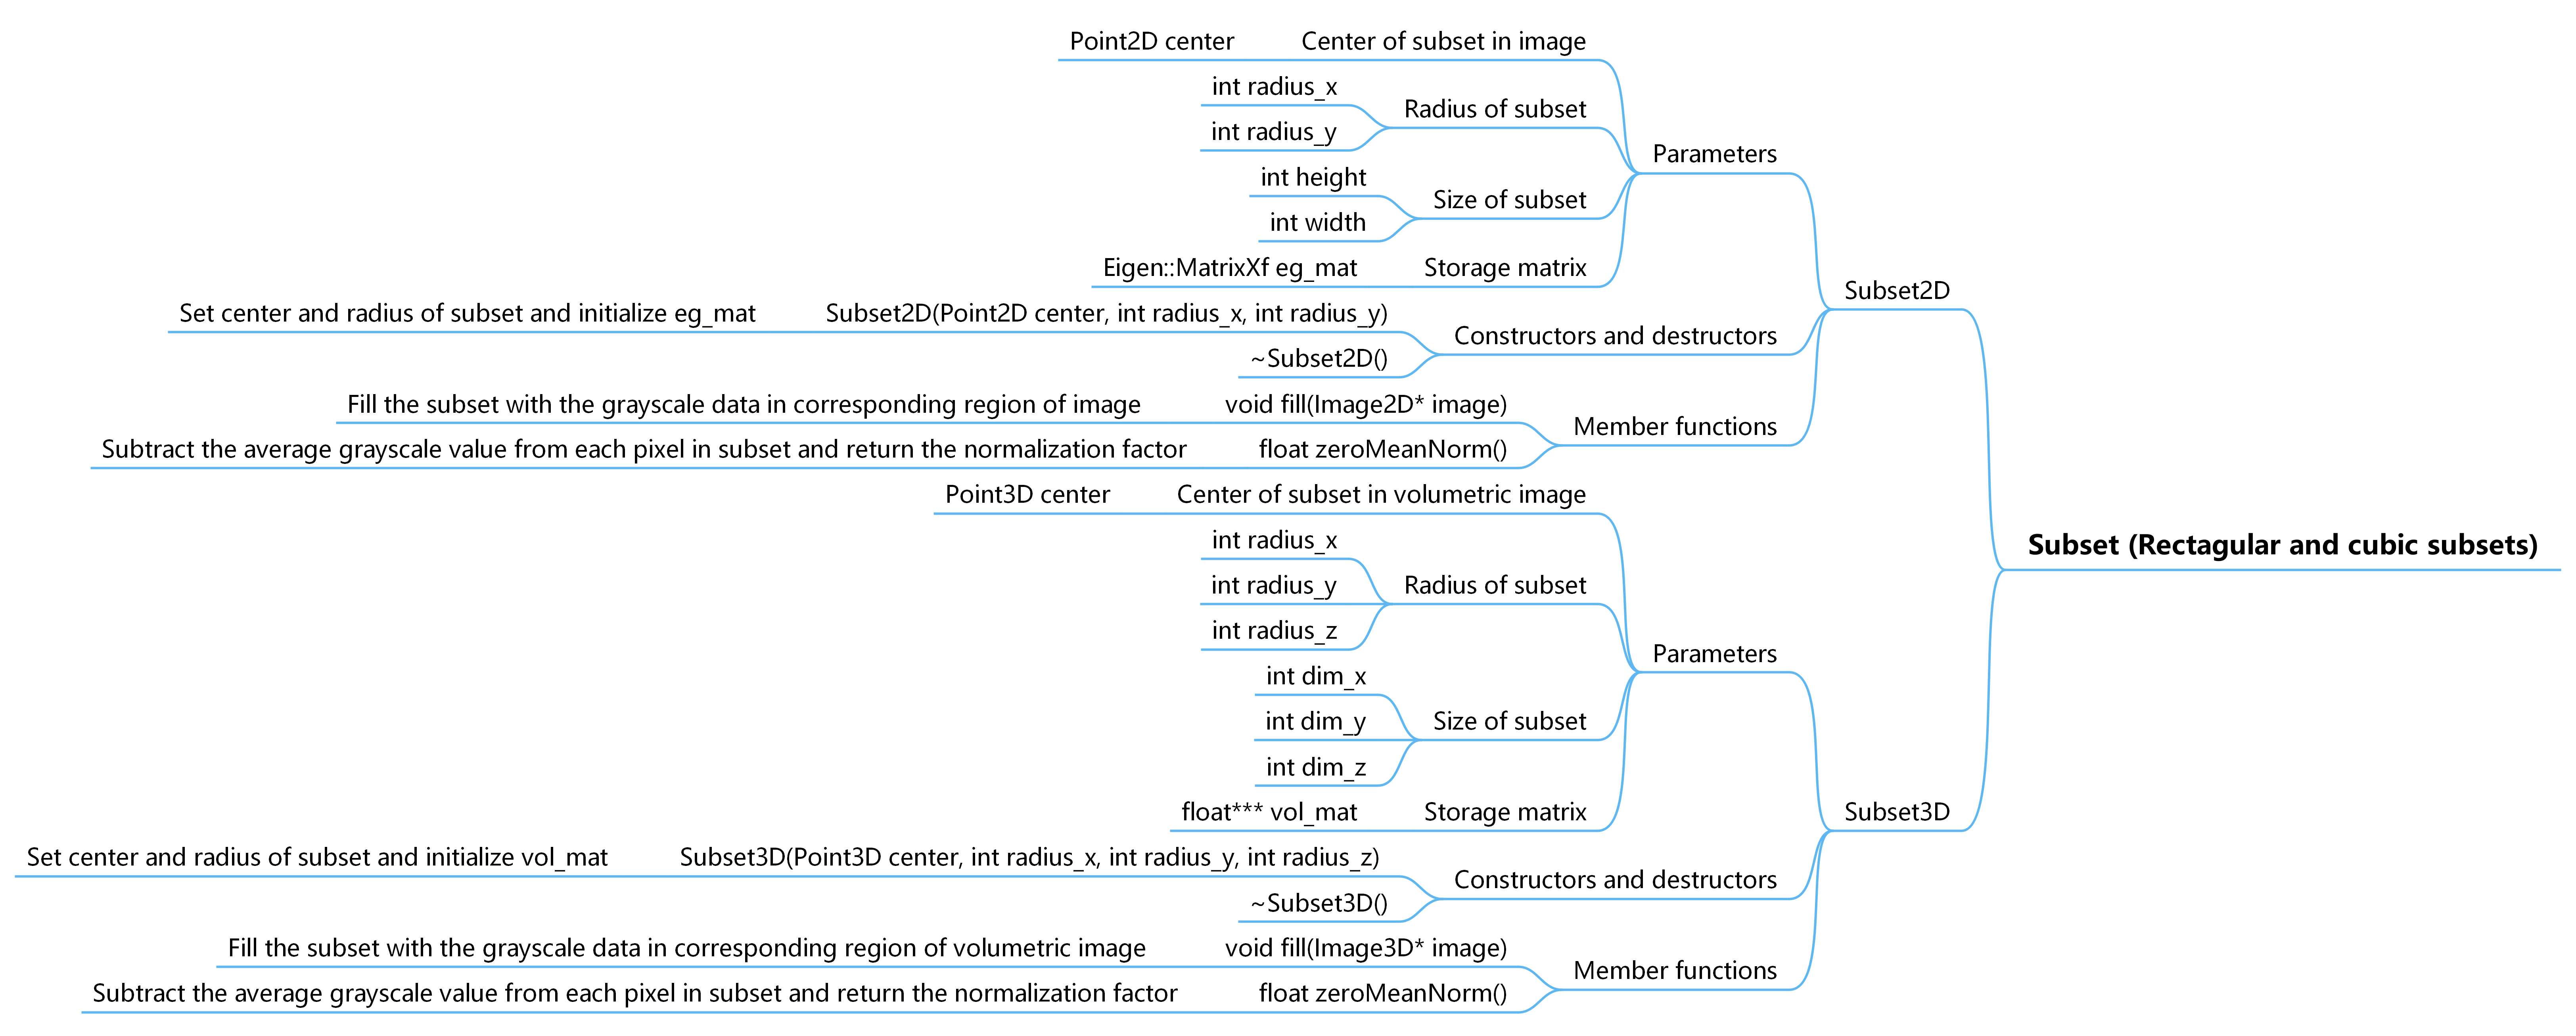 Point2D center Center of subset in image
int radius_x
Radius of subset
int radius_y
Parameters
int height
Size of subset
int width
Eigen::MatrixXf eg_mat Storage matrix
Subset2D
Set center and radius of subset and initialize eg_mat Subset2D(Point2D center, int radius_x, int radius_y)
Constructors and destructors
~Subset2D()
Fill the subset with the grayscale data in corresponding region of image void fill(Image2D* image)
Member functions
Subtract the average grayscale value from each pixel in subset and return the normalization factor float zeroMeanNorm()
Point3D center Center of subset in volumetric image
int radius_x
Subset (Rectagular and cubic subsets)
int radius_y Radius of subset
int radius_z
Parameters
int dim_x
int dim_y Size of subset
int dim_z
float*** vol_mat Storage matrix
Subset3D
Set center and radius of subset and initialize vol_mat Subset3D(Point3D center, int radius_x, int radius_y, int radius_z)
Constructors and destructors
~Subset3D()
Fill the subset with the grayscale data in corresponding region of volumetric image void fill(Image3D* image)
Member functions
Subtract the average grayscale value from each pixel in subset and return the normalization factor float zeroMeanNorm()